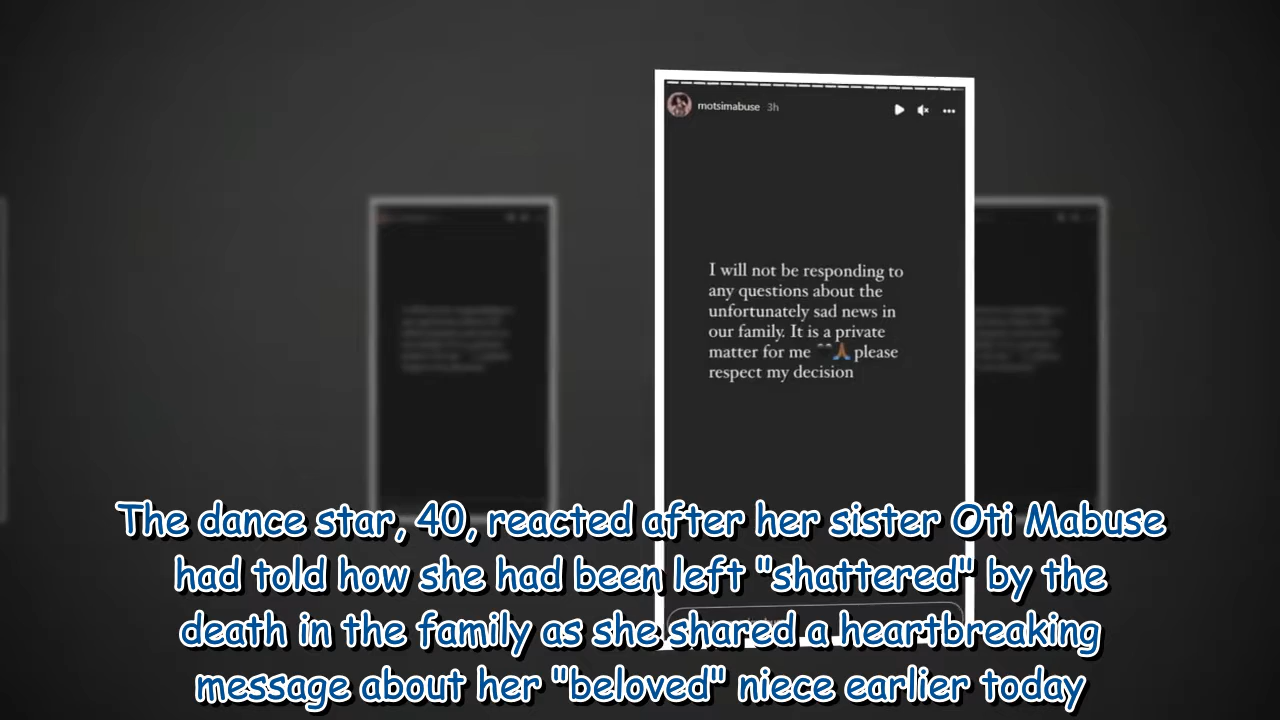 motsimabuse 3h
I will not be responding to
any questions about the
unfortunately sad news in
our family. It is a private
matter for me 🖤🙏🏾 please
respect my decision
The dance star, 40, reacted after her sister Oti Mabuse
had told how she had been left "shattered" by the
death in the family as she shared a heartbreaking
message about her "beloved" niece earlier today